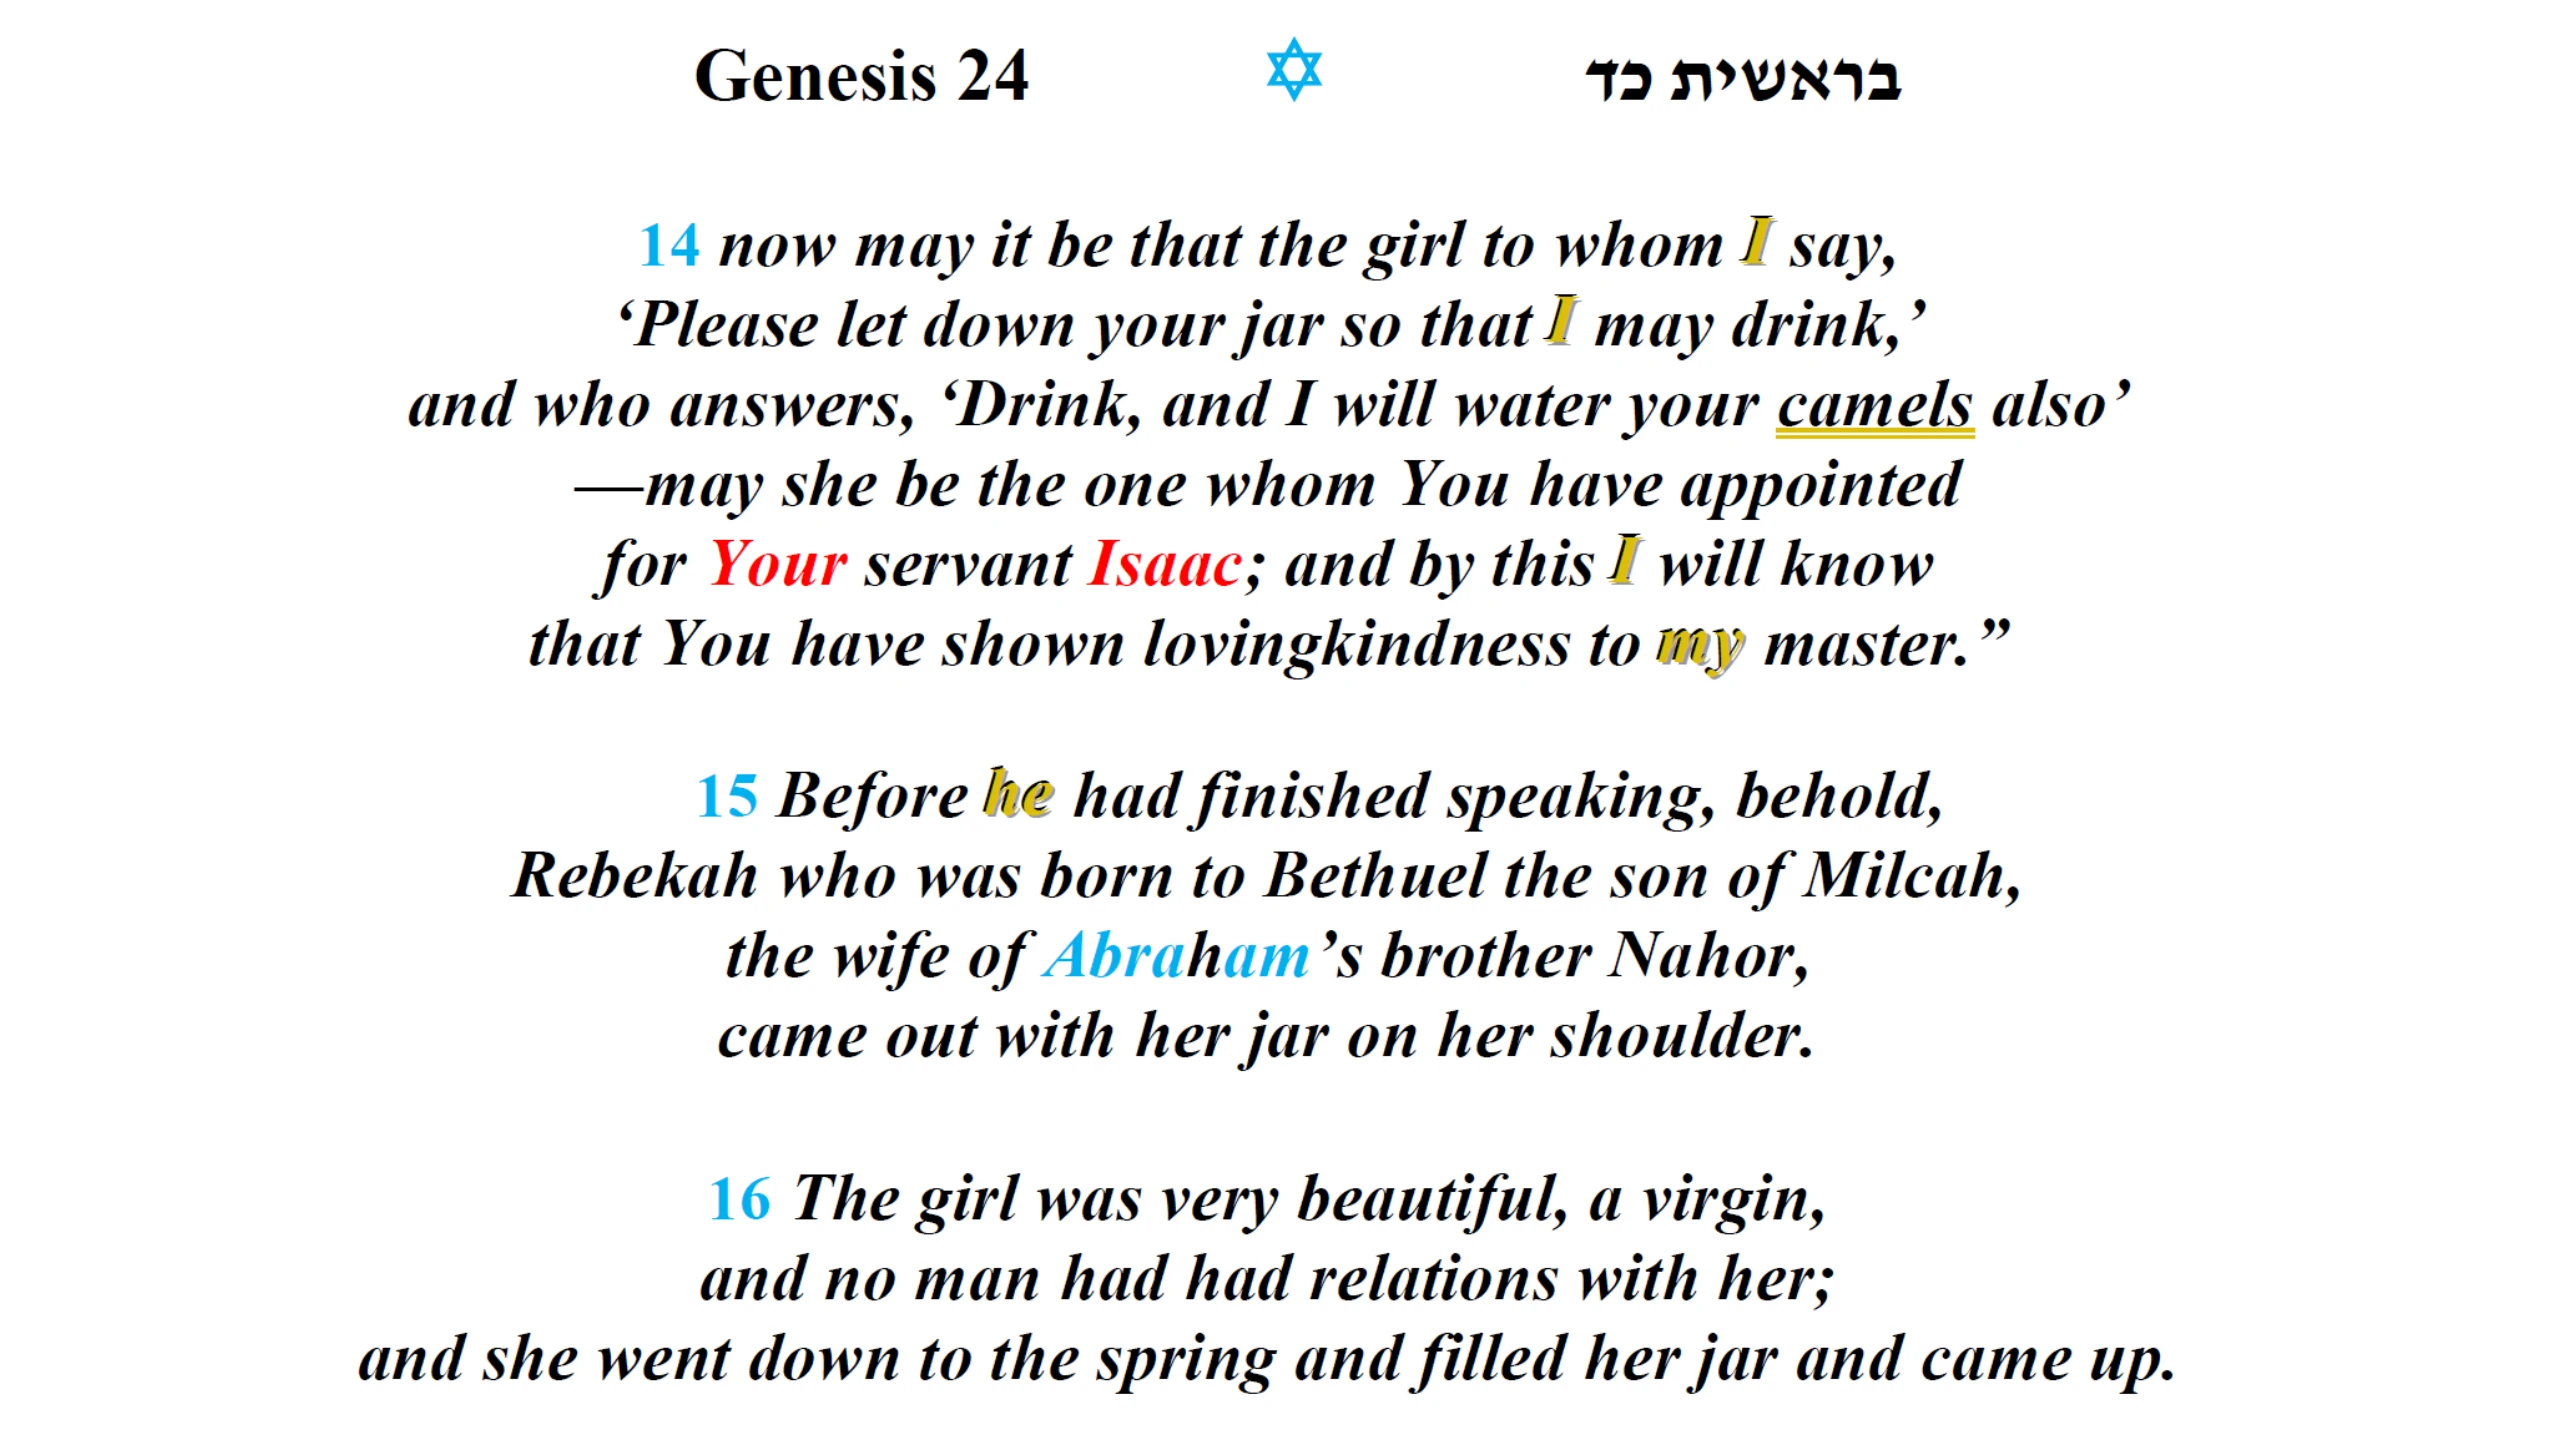 Genesis 24 ✡ בראשית כד
14 now may it be that the girl to whom I say,
‘Please let down your jar so that I may drink,’
and who answers, ‘Drink, and I will water your camels also’
—may she be the one whom You have appointed
for Your servant Isaac; and by this I will know
that You have shown lovingkindness to my master.”
15 Before he had finished speaking, behold,
Rebekah who was born to Bethuel the son of Milcah,
the wife of Abraham’s brother Nahor,
came out with her jar on her shoulder.
16 The girl was very beautiful, a virgin,
and no man had had relations with her;
and she went down to the spring and filled her jar and came up.